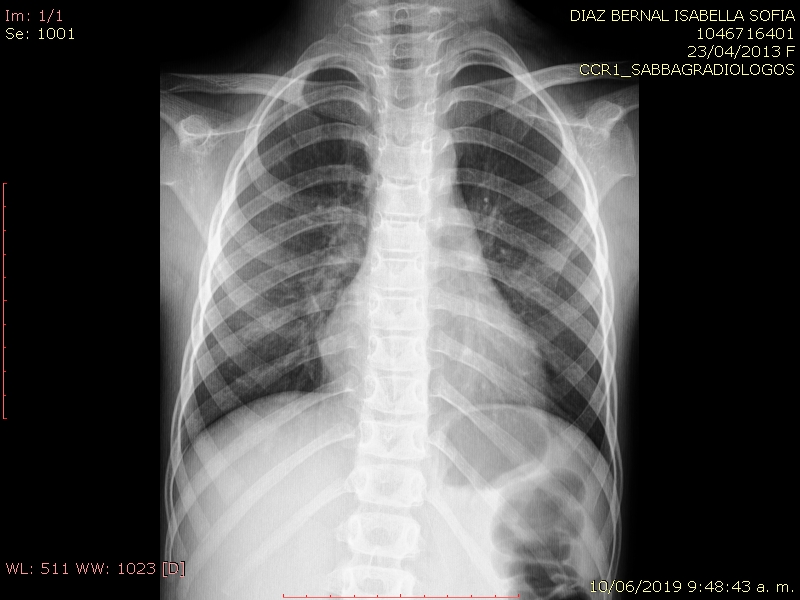 Im: 1/1
Se: 1001
DIAZ BERNAL ISABELLA SOFIA
1046716401
23/04/2013 F
CCR1_SABBAGRADIOLOGOS
WL: 511 WW: 1023 [D]
10/06/2019 9:48:43 a. m.